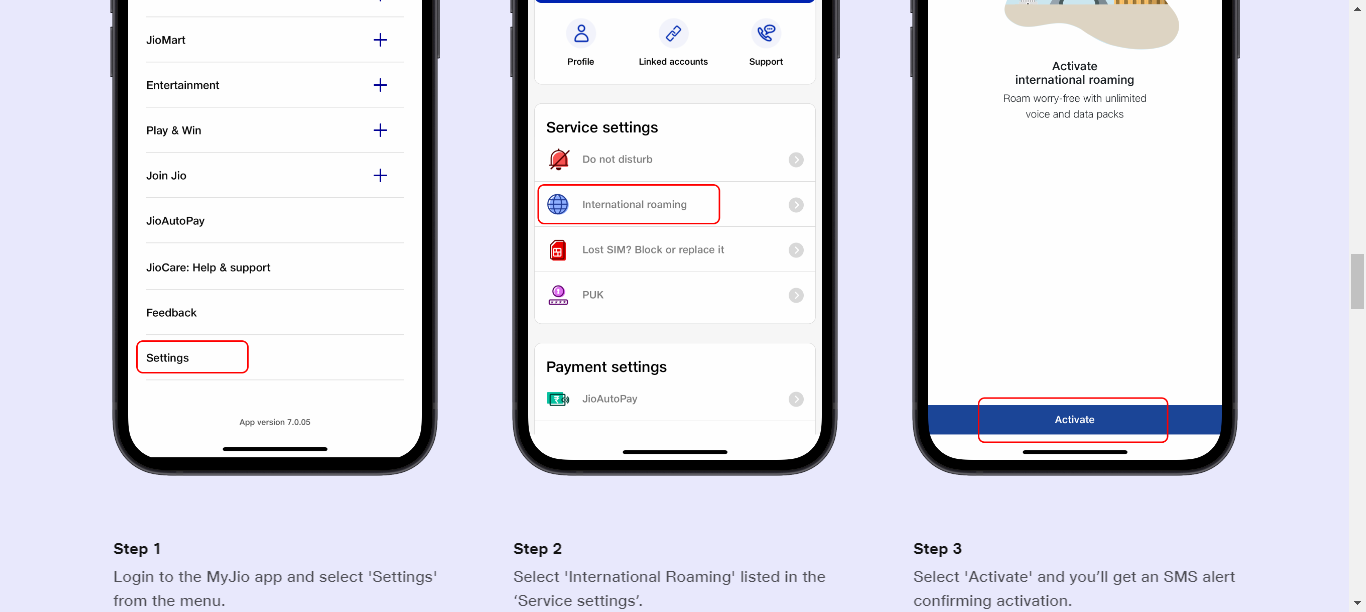 JioMart
Entertainment
Play & Win
Join Jio
JioAutoPay
JioCare: Help & support
Feedback
Settings
App version 7.0.05
Profile
Linked accounts
Support
Service settings
Do not disturb
International roaming
Lost SIM? Block or replace it
PUK
Payment settings
JioAutoPay
Activate
international roaming
Roam worry-free with unlimited
voice and data packs
Activate
Step 1
Login to the MyJio app and select 'Settings'
from the menu.
Step 2
Select 'International Roaming' listed in the
‘Service settings’.
Step 3
Select 'Activate' and you’ll get an SMS alert
confirming activation.